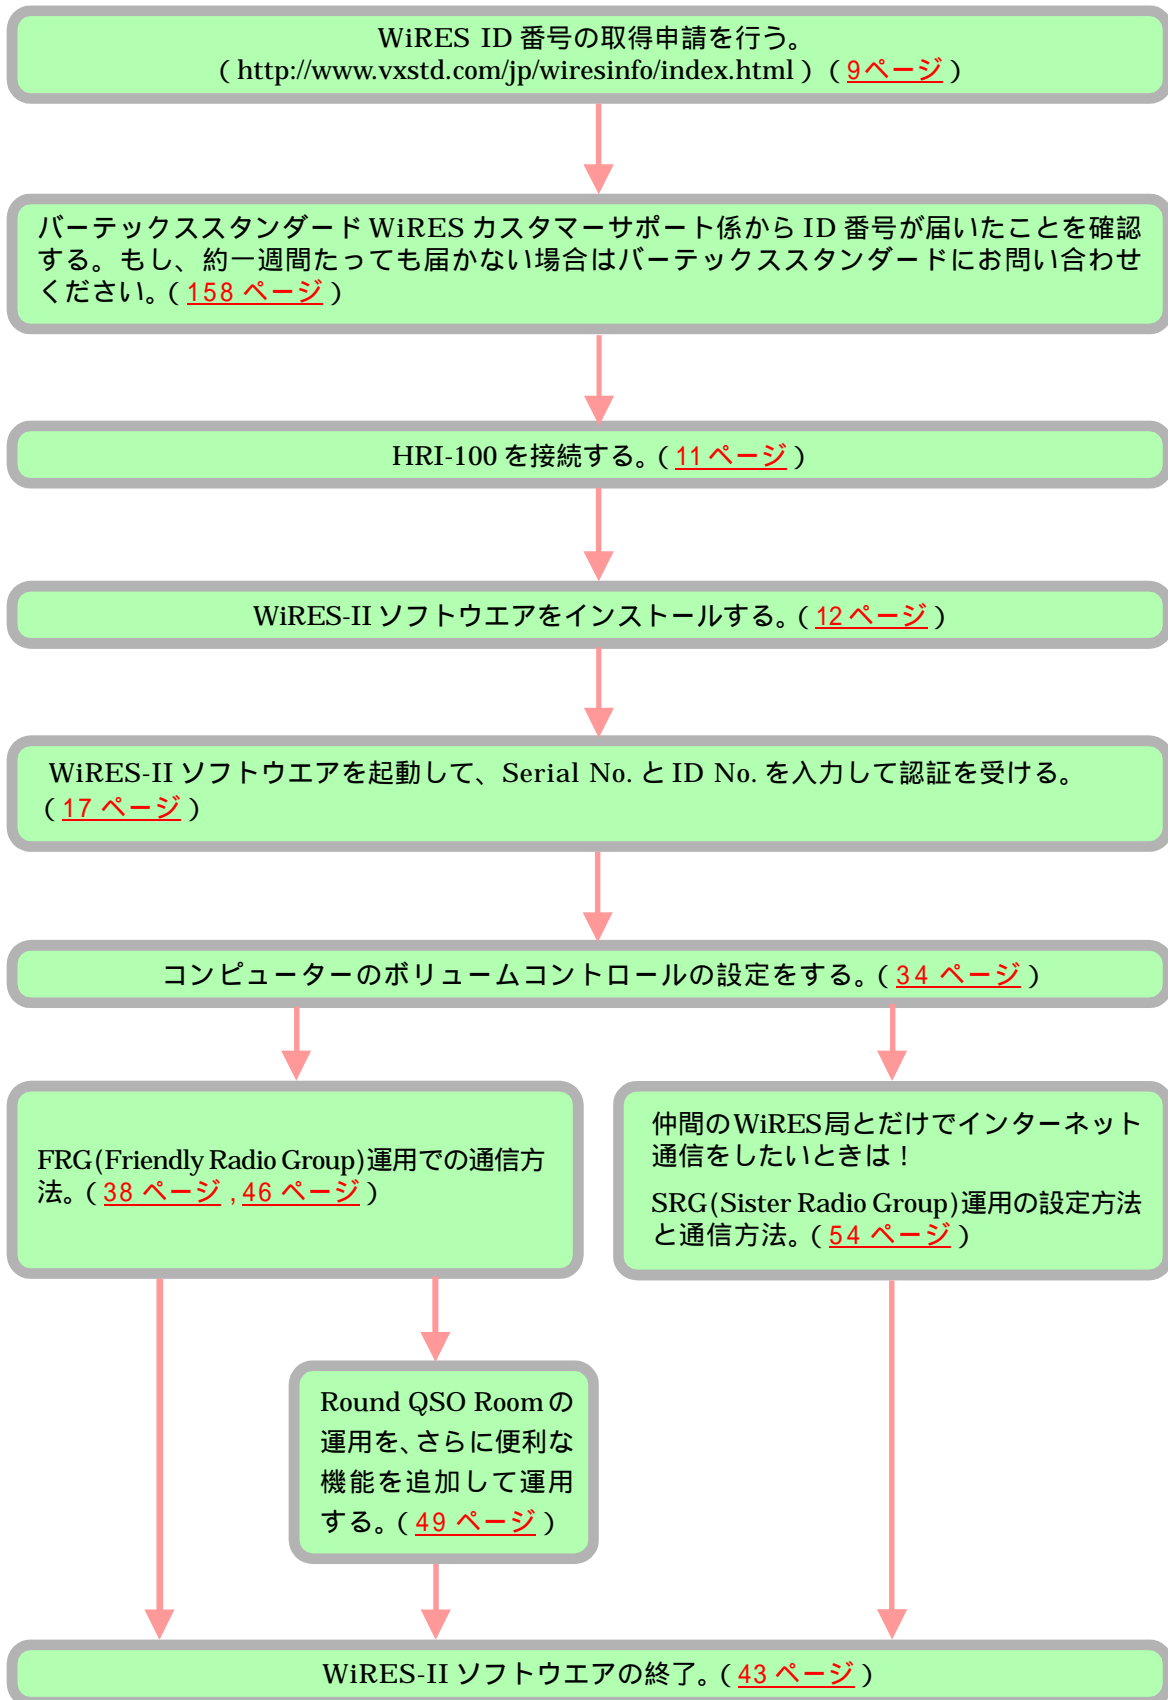 WiRES ID 番号の取得申請を行う。
( http://www.vxstd.com/jp/wiresinfo/index.html ) ( 9ページ )
バーテックススタンダード WiRES カスタマーサポート係から ID 番号が届いたことを確認
する。もし、約一週間たっても届かない場合はバーテックススタンダードにお問い合わせ
ください。( 158 ページ )
HRI-100 を接続する。( 11 ページ )
WiRES-II ソフトウエアをインストールする。( 12 ページ )
WiRES-II ソフトウエアを起動して、Serial No. と ID No. を入力して認証を受ける。
( 17 ページ )
コンピューターのボリュームコントロールの設定をする。( 34 ページ )
FRG(Friendly Radio Group)運用での通信方
法。( 38 ページ , 46 ページ )
仲間のWiRES局とだけでインターネット
通信をしたいときは！
SRG(Sister Radio Group)運用の設定方法
と通信方法。( 54 ページ )
Round QSO Room の
運用を、さらに便利な
機能を追加して運用
する。( 49 ページ )
WiRES-II ソフトウエアの終了。( 43 ページ )